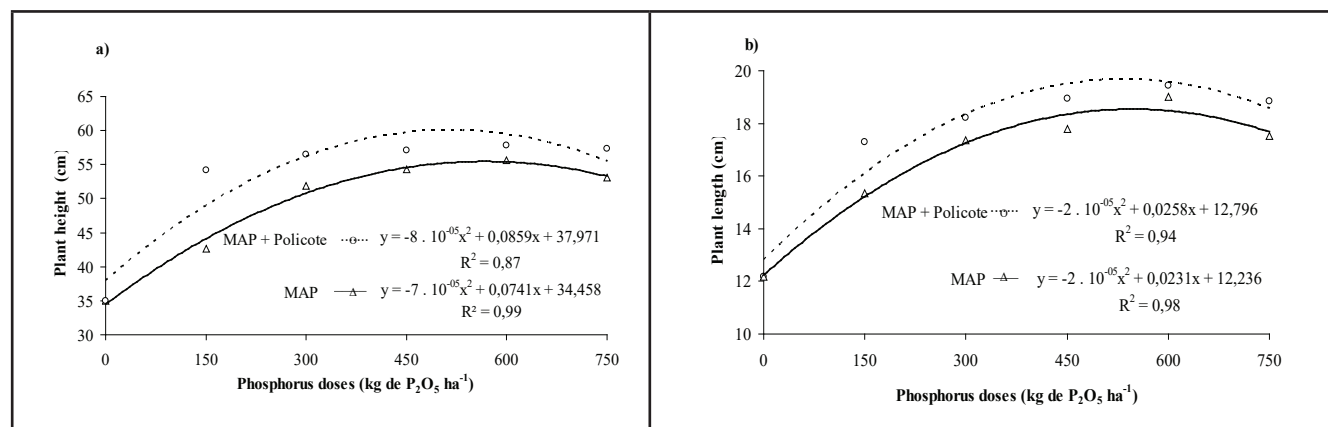 a)
Plant height (cm)
65
60
55
50
45
40
35
30
MAP + Policote y = -8 . 10⁻⁰⁵x² + 0,0859x + 37,971
R² = 0,87
MAP y = -7 . 10⁻⁰⁵x² + 0,0741x + 34,458
R² = 0,99
0 150 300 450 600 750
Phosphorus doses (kg de P₂O₅ ha⁻¹)
b)
Plant length (cm)
20
18
16
14
12
10
MAP + Policote y = -2 . 10⁻⁰⁵x² + 0,0258x + 12,796
R² = 0,94
MAP y = -2 . 10⁻⁰⁵x² + 0,0231x + 12,236
R² = 0,98
0 150 300 450 600 750
Phosphorus doses (kg de P₂O₅ ha⁻¹)